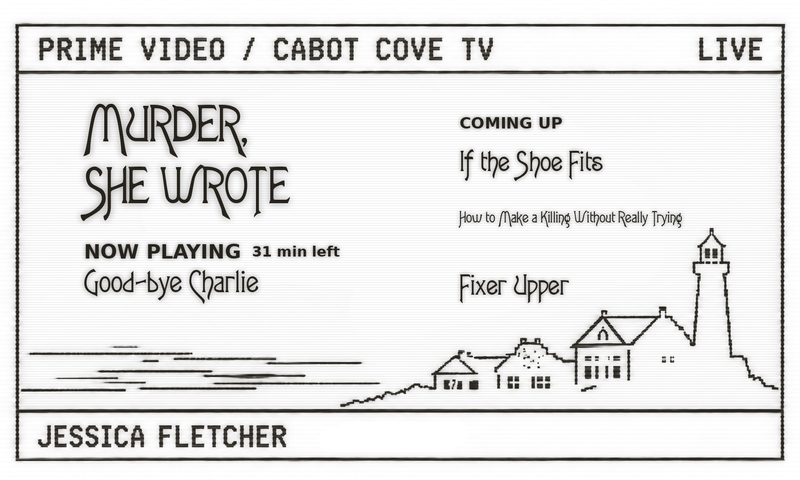 PRIME VIDEO / CABOT COVE TV LIVE
MURDER,
SHE WROTE
NOW PLAYING 31 min left
Good-bye Charlie
COMING UP
If the Shoe Fits
How to Make a Killing Without Really Trying
Fixer Upper
JESSICA FLETCHER